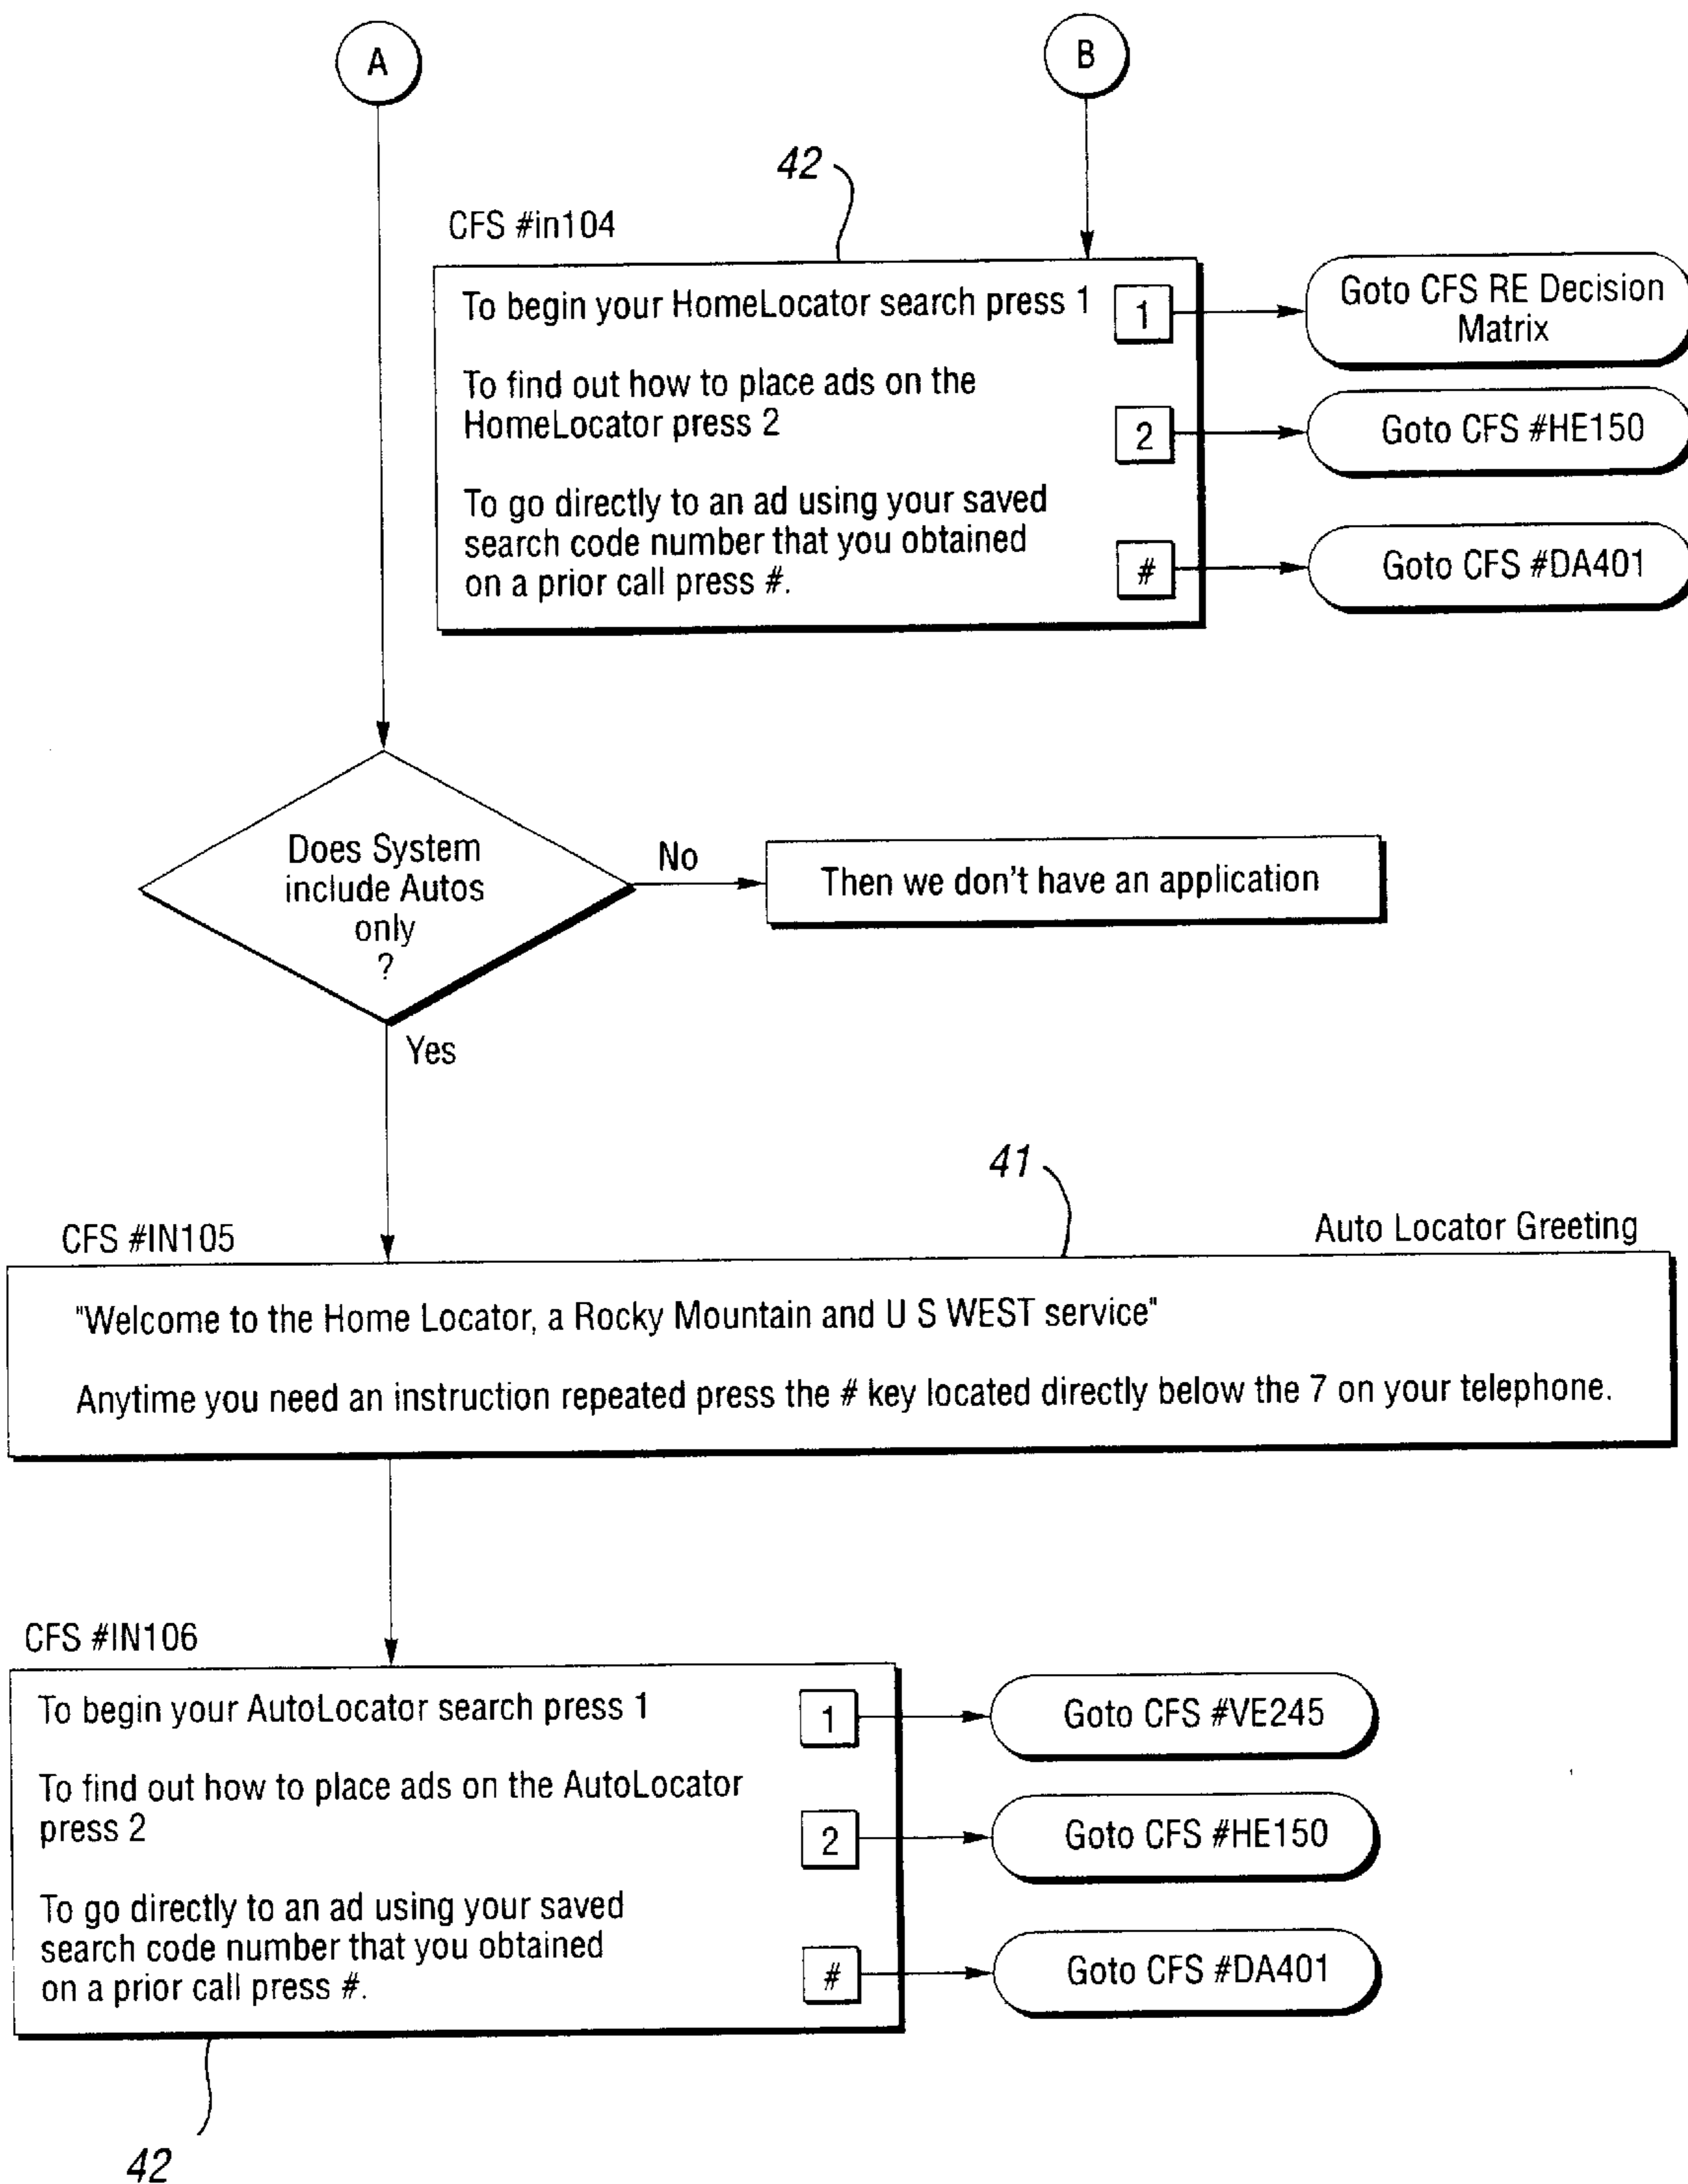 A
B
42
CFS #in104
To begin your HomeLocator search press 1
1
Goto CFS RE Decision
Matrix
To find out how to place ads on the
HomeLocator press 2
2
Goto CFS #HE150
To go directly to an ad using your saved
search code number that you obtained
on a prior call press #.
#
Goto CFS #DA401
Does System
include Autos
only
?
No
Then we don't have an application
Yes
41
CFS #IN105
Auto Locator Greeting
"Welcome to the Home Locator, a Rocky Mountain and U S WEST service"
Anytime you need an instruction repeated press the # key located directly below the 7 on your telephone.
CFS #IN106
To begin your AutoLocator search press 1
1
Goto CFS #VE245
To find out how to place ads on the AutoLocator
press 2
2
Goto CFS #HE150
To go directly to an ad using your saved
search code number that you obtained
on a prior call press #.
#
Goto CFS #DA401
42